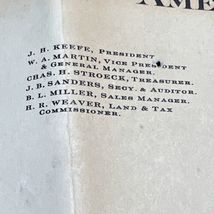 AME
J. H. KEEFE, PRESIDENT
W. A. MARTIN, VICE PRESIDENT
& GENERAL MANAGER.
CHAS. H. STROECK, TREASURER.
J. B. SANDERS, SECY. & AUDITOR.
B. L. MILLER, SALES MANAGER.
H. R. WEAVER, LAND & TAX
COMMISSIONER.